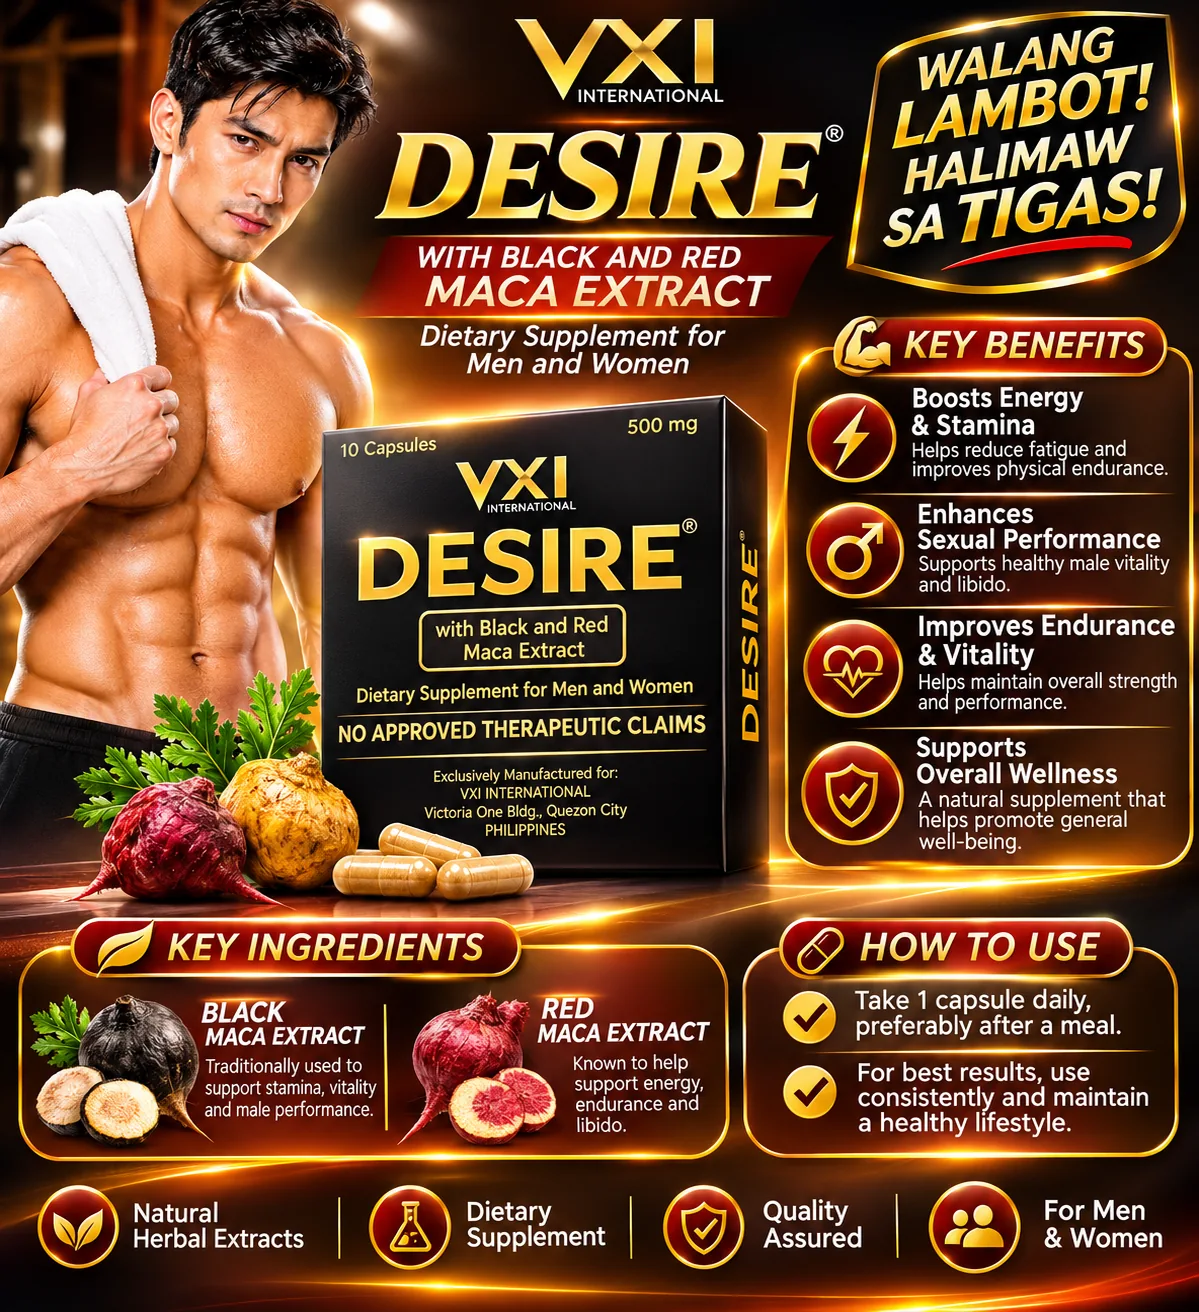 VXI
INTERNATIONAL
DESIRE®
WITH BLACK AND RED
MACA EXTRACT
Dietary Supplement for
Men and Women
WALANG
LAMBOT!
HALIMAW
SA TIGAS!
10 Capsules
500 mg
VXI
INTERNATIONAL
DESIRE®
with Black and Red
Maca Extract
Dietary Supplement for Men and Women
NO APPROVED THERAPEUTIC CLAIMS
Exclusively Manufactured for:
VXI INTERNATIONAL
Victoria One Bldg., Quezon City
PHILIPPINES
DESIRE®
KEY BENEFITS
Boosts Energy
& Stamina
Helps reduce fatigue and
improves physical endurance.
Enhances
Sexual Performance
Supports healthy male vitality
and libido.
Improves Endurance
& Vitality
Helps maintain overall strength
and performance.
Supports
Overall Wellness
A natural supplement that
helps promote general
well-being.
KEY INGREDIENTS
BLACK
MACA EXTRACT
Traditionally used to
support stamina, vitality
and male performance.
RED
MACA EXTRACT
Known to help
support energy,
endurance and
libido.
HOW TO USE
Take 1 capsule daily,
preferably after a meal.
For best results, use
consistently and maintain
a healthy lifestyle.
Natural
Herbal Extracts
Dietary
Supplement
Quality
Assured
For Men
& Women